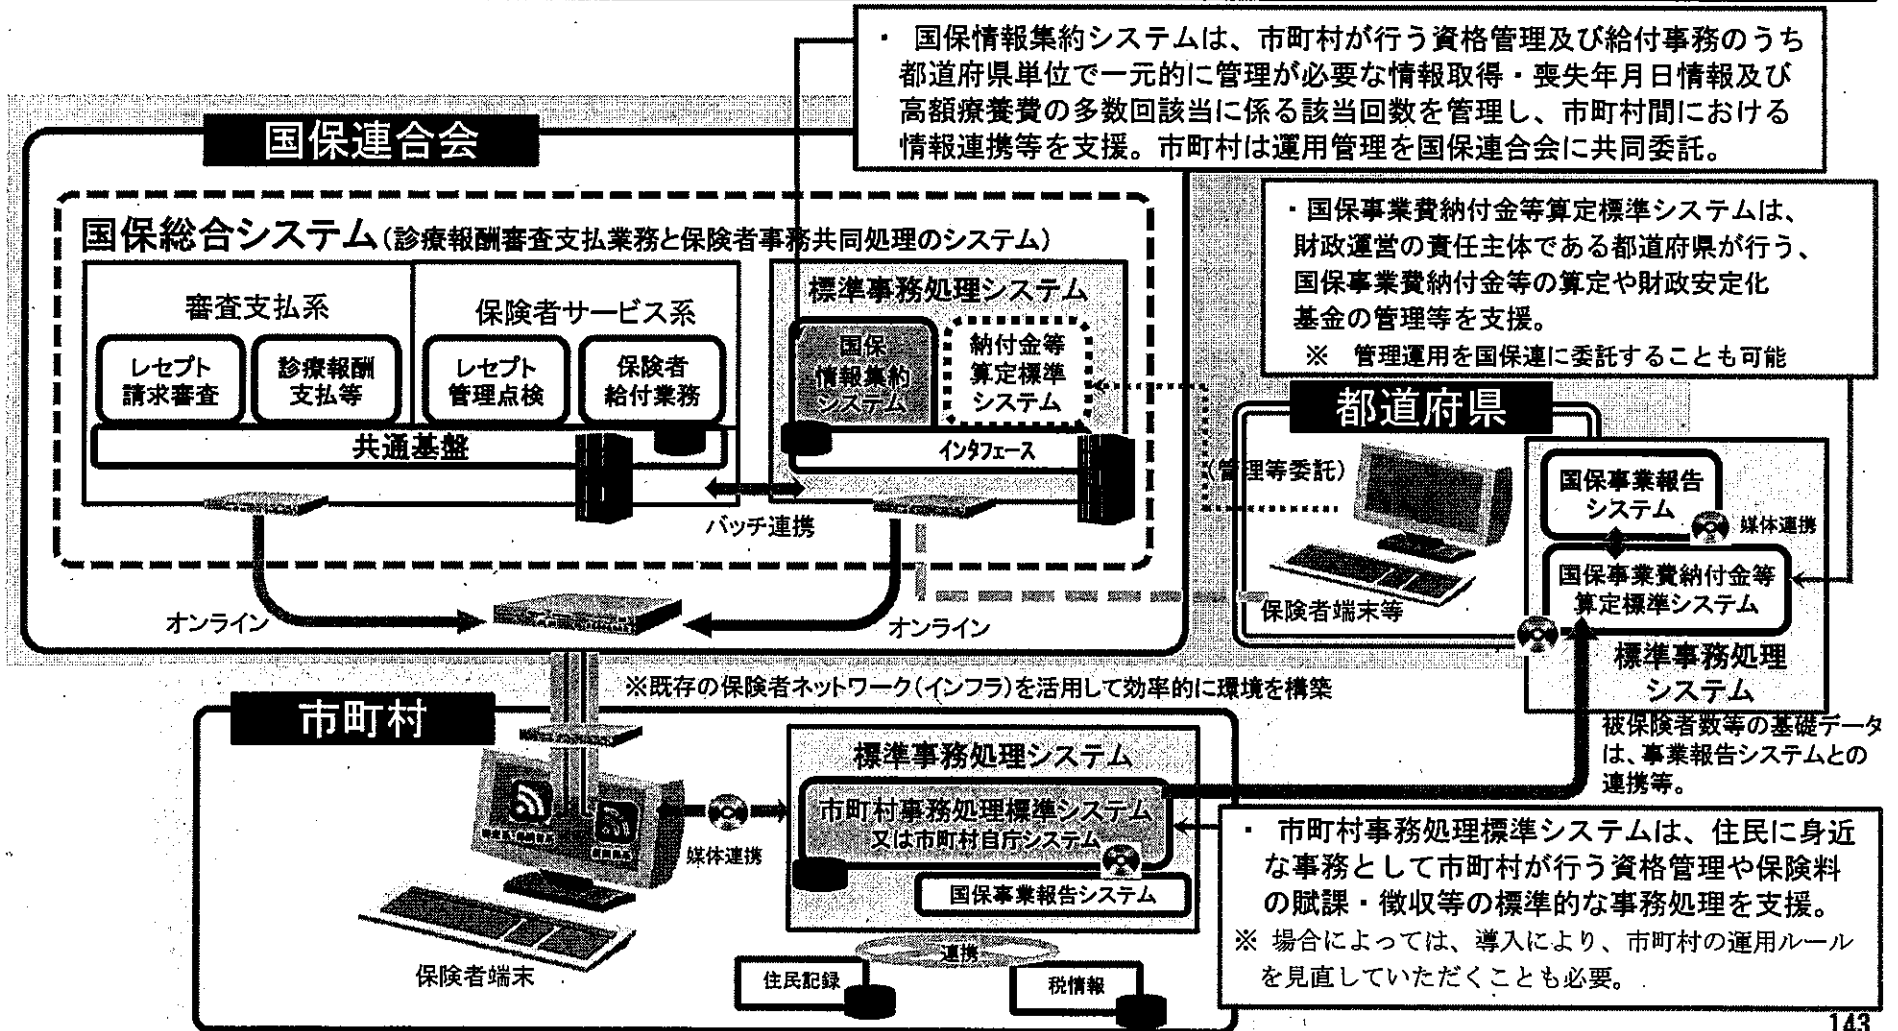 ・ 国保情報集約システムは、市町村が行う資格管理及び給付事務のうち
都道府県単位で一元的に管理が必要な情報取得・喪失年月日情報及び
高額療養費の多数回該当に係る該当回数を管理し、市町村間における
情報連携等を支援。市町村は運用管理を国保連合会に共同委託。
国保連合会
国保総合システム(診療報酬審査支払業務と保険者事務共同処理のシステム)
審査支払系
レセプト
請求審査
診療報酬
支払等
保険者サービス系
レセプト
管理点検
保険者
給付業務
共通基盤
標準事務処理システム
国保
情報集約
システム
納付金等
算定標準
システム
インタフェース
バッチ連携
オンライン
オンライン
・国保事業費納付金等算定標準システムは、
財政運営の責任主体である都道府県が行う、
国保事業費納付金等の算定や財政安定化
基金の管理等を支援。
※ 管理運用を国保連に委託することも可能
都道府県
(管理等委託)
保険者端末等
国保事業報告
システム
媒体連携
国保事業費納付金等
算定標準システム
標準事務処理
システム
被保険者数等の基礎データ
は、事業報告システムとの
連携等。
※既存の保険者ネットワーク(インフラ)を活用して効率的に環境を構築
市町村
保険者端末
媒体連携
標準事務処理システム
市町村事務処理標準システム
又は市町村自庁システム
国保事業報告システム
連携
住民記録
税情報
・ 市町村事務処理標準システムは、住民に身近
な事務として市町村が行う資格管理や保険料
の賦課・徴収等の標準的な事務処理を支援。
※ 場合によっては、導入により、市町村の運用ルール
を見直していただくことも必要。
143